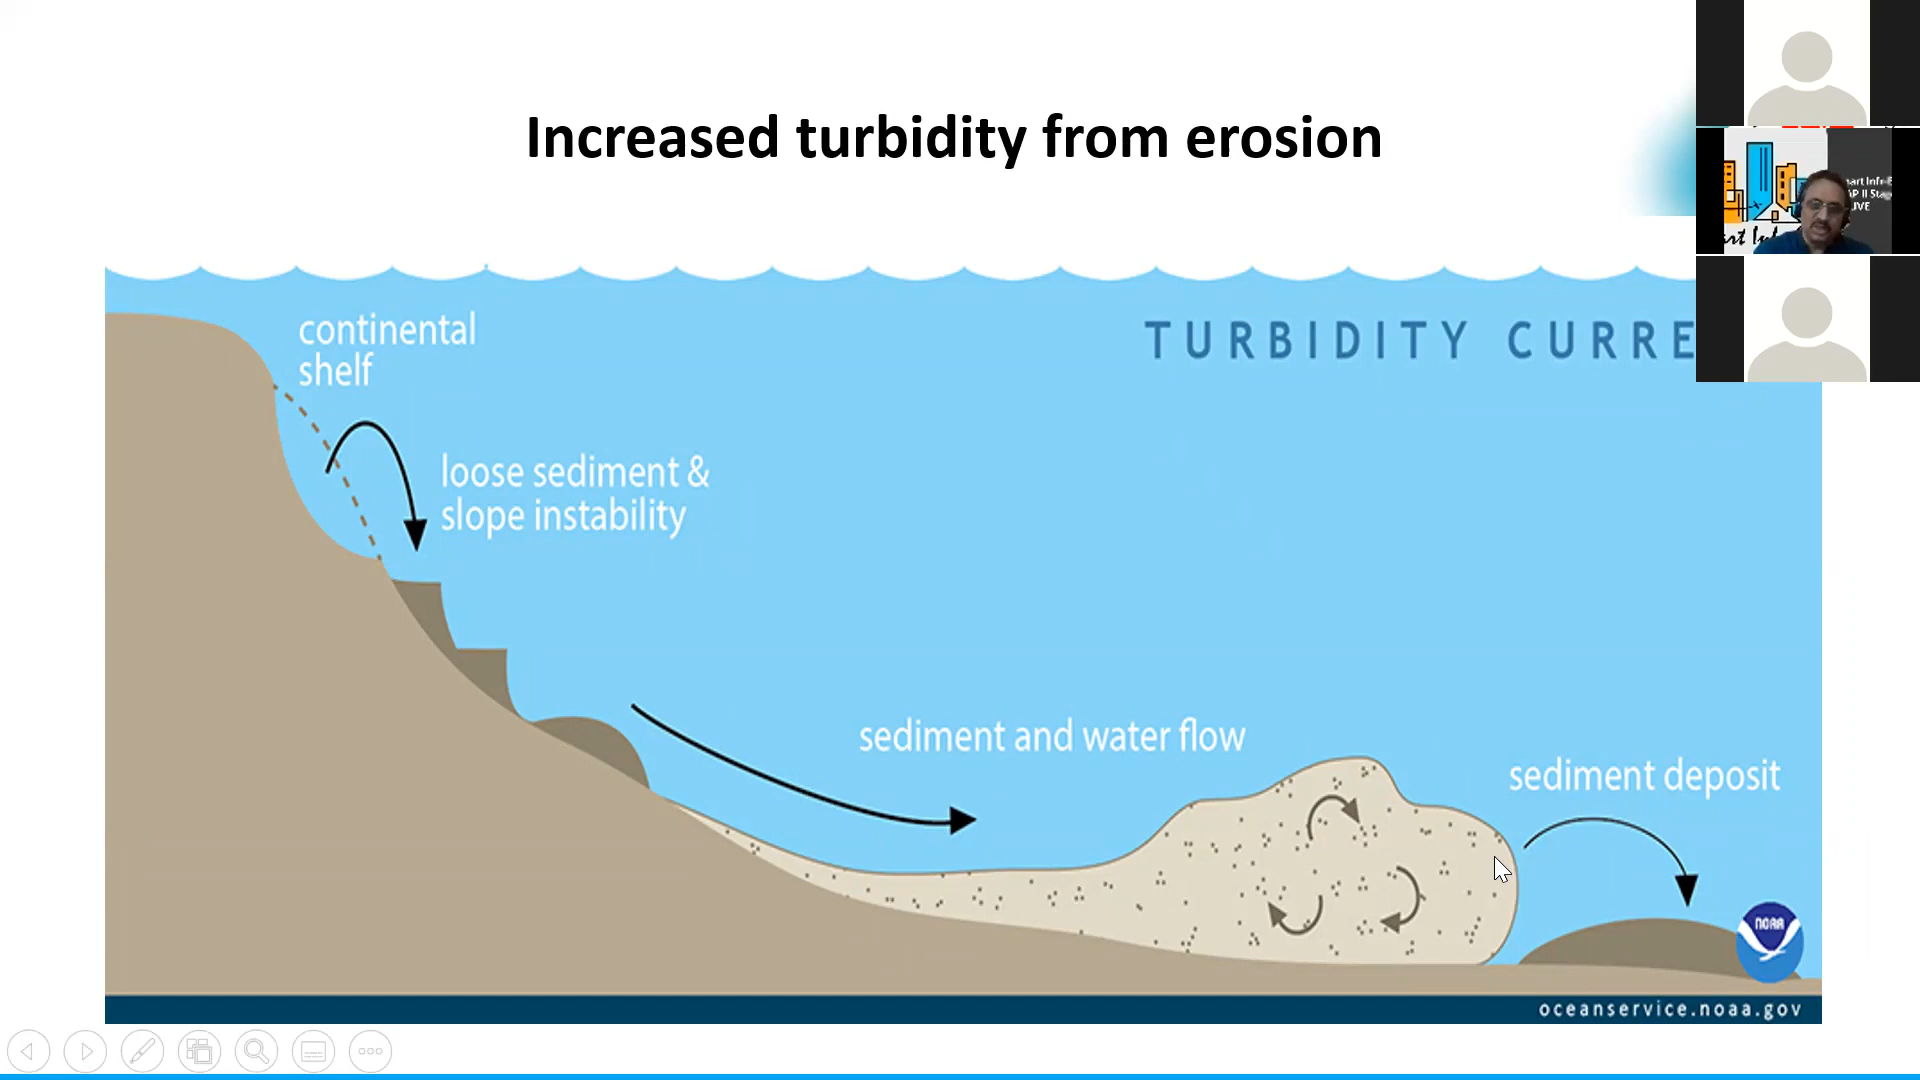 Increased turbidity from erosion
TURBIDITY CURRE
continental
shelf
loose sediment &
slope instability
sediment and water flow
sediment deposit
NOAA
oceanservice.noaa.gov